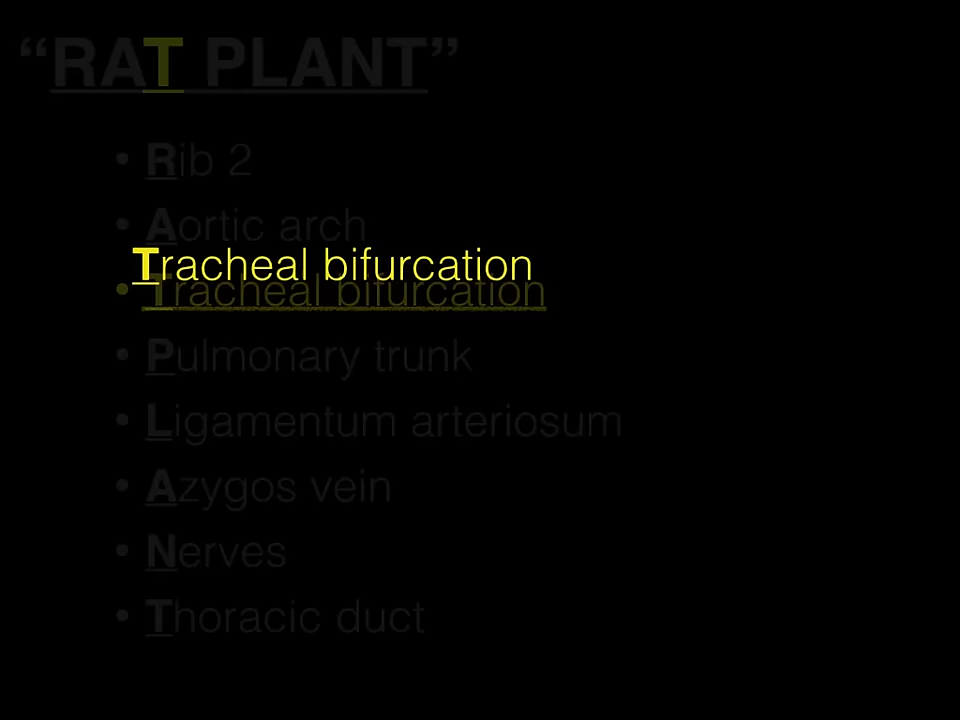 “RAT PLANT”
• Rib 2
• Aortic arch
Tracheal bifurcation
• Tracheal bifurcation
• Pulmonary trunk
• Ligamentum arteriosum
• Azygos vein
• Nerves
• Thoracic duct